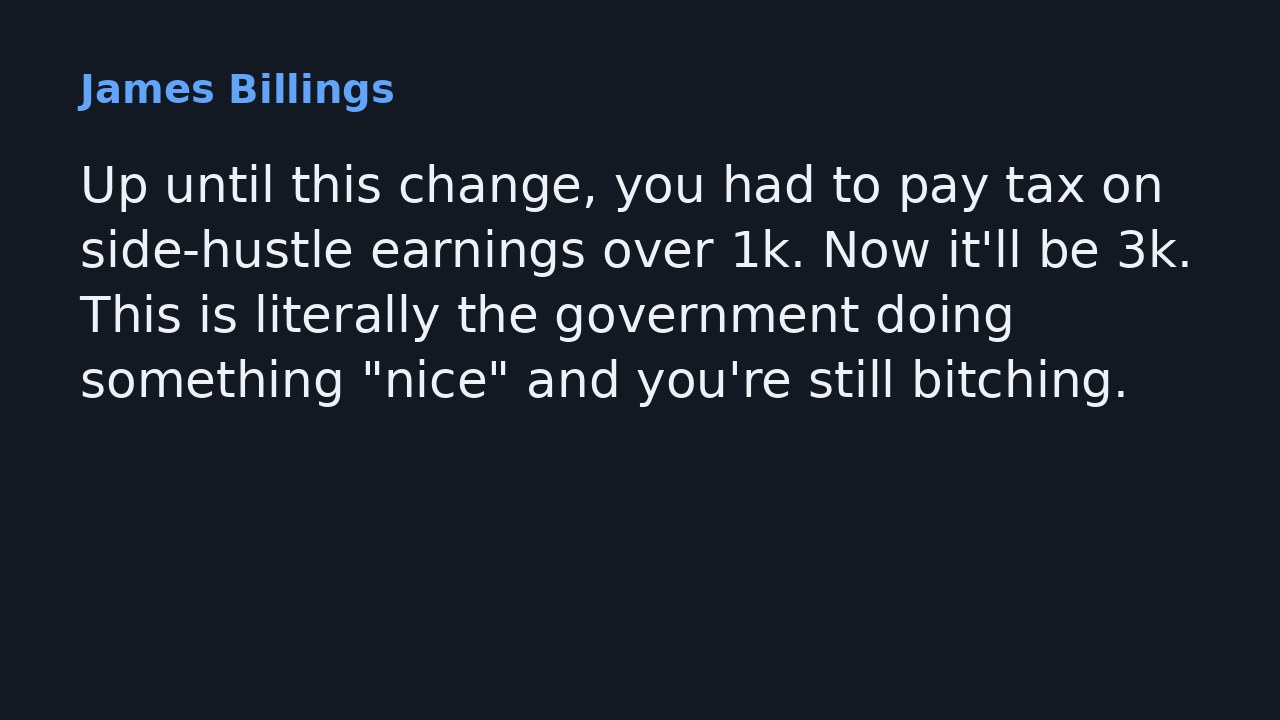 James Billings
Up until this change, you had to pay tax on
side-hustle earnings over 1k. Now it'll be 3k.
This is literally the government doing
something "nice" and you're still bitching.